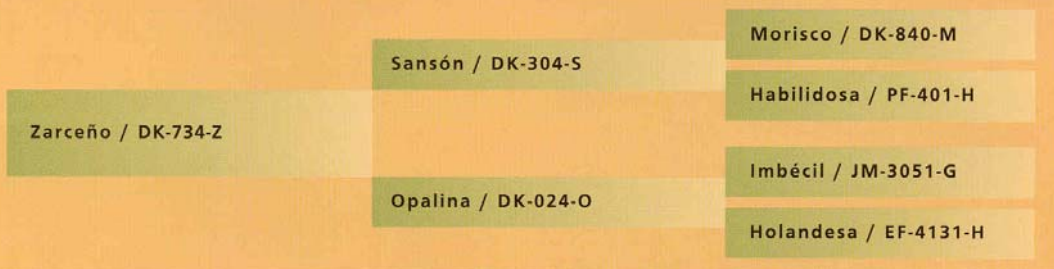 Zarceño / DK-734-Z
Sansón / DK-304-S
Opalina / DK-024-O
Morisco / DK-840-M
Habilidosa / PF-401-H
Imbécil / JM-3051-G
Holandesa / EF-4131-H